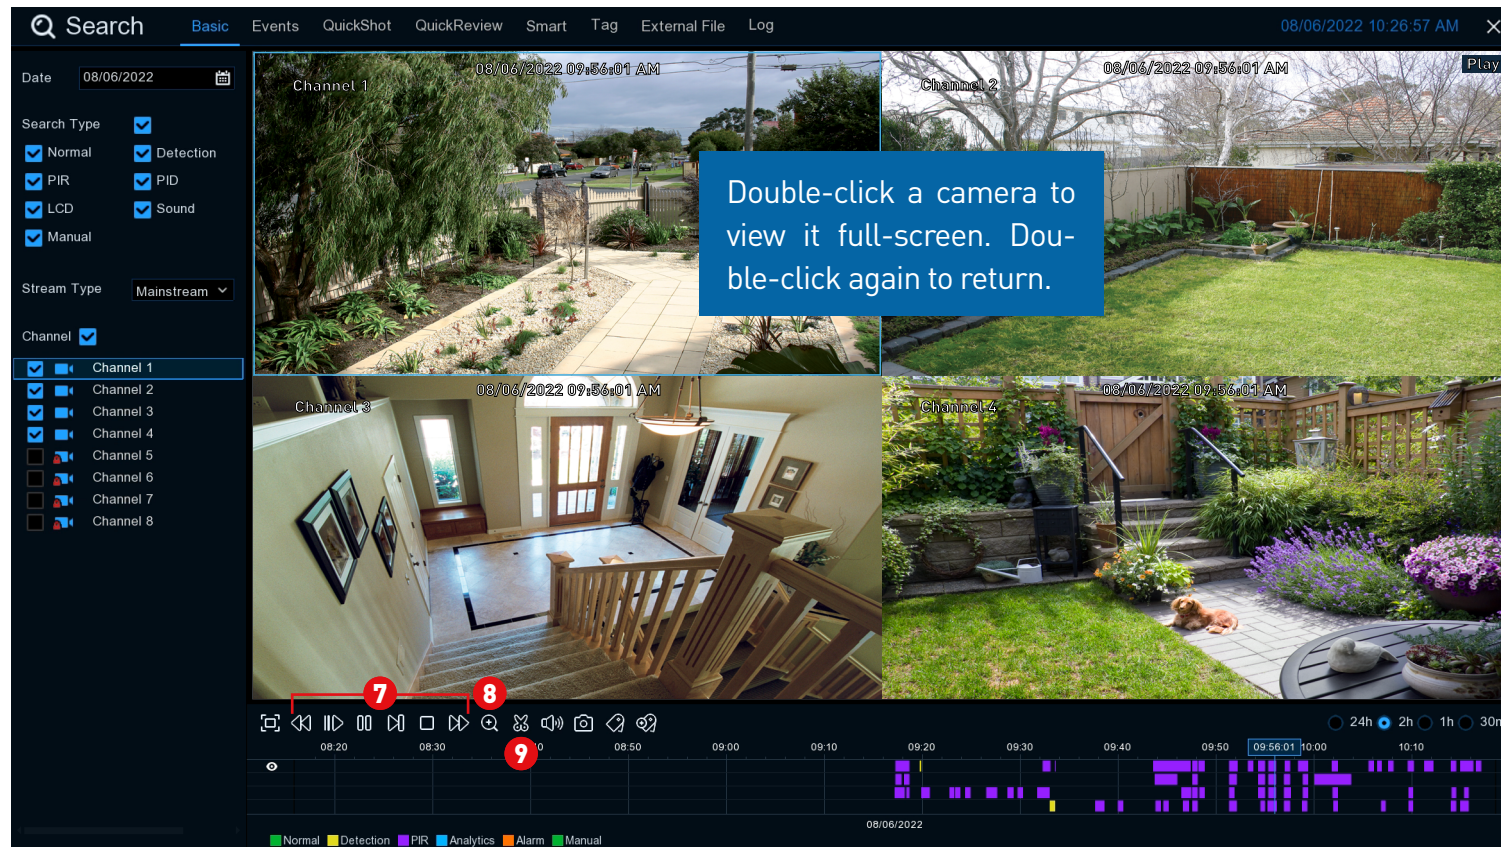 Search Basic Events QuickShot QuickReview Smart Tag External File Log 08/06/2022 10:26:57 AM
Date 08/06/2022
Search Type
Normal Detection
PIR PID
LCD Sound
Manual
Stream Type Mainstream
Channel
Channel 1
Channel 2
Channel 3
Channel 4
Channel 5
Channel 6
Channel 7
Channel 8
08/06/2022 09:56:01 AM
Channel 1
08/06/2022 09:56:01 AM
Channel 2
Play
Double-click a camera to
view it full-screen. Dou-
ble-click again to return.
08/06/2022 09:56:01 AM
Channel 3
08/06/2022 09:56:01 AM
Channel 4
7 8
24h 2h 1h 30m
9
08:20 08:30 08:50 09:00 09:10 09:20 09:30 09:40 09:50 09:56:01 10:00 10:10
08/06/2022
Normal Detection PIR Analytics Alarm Manual